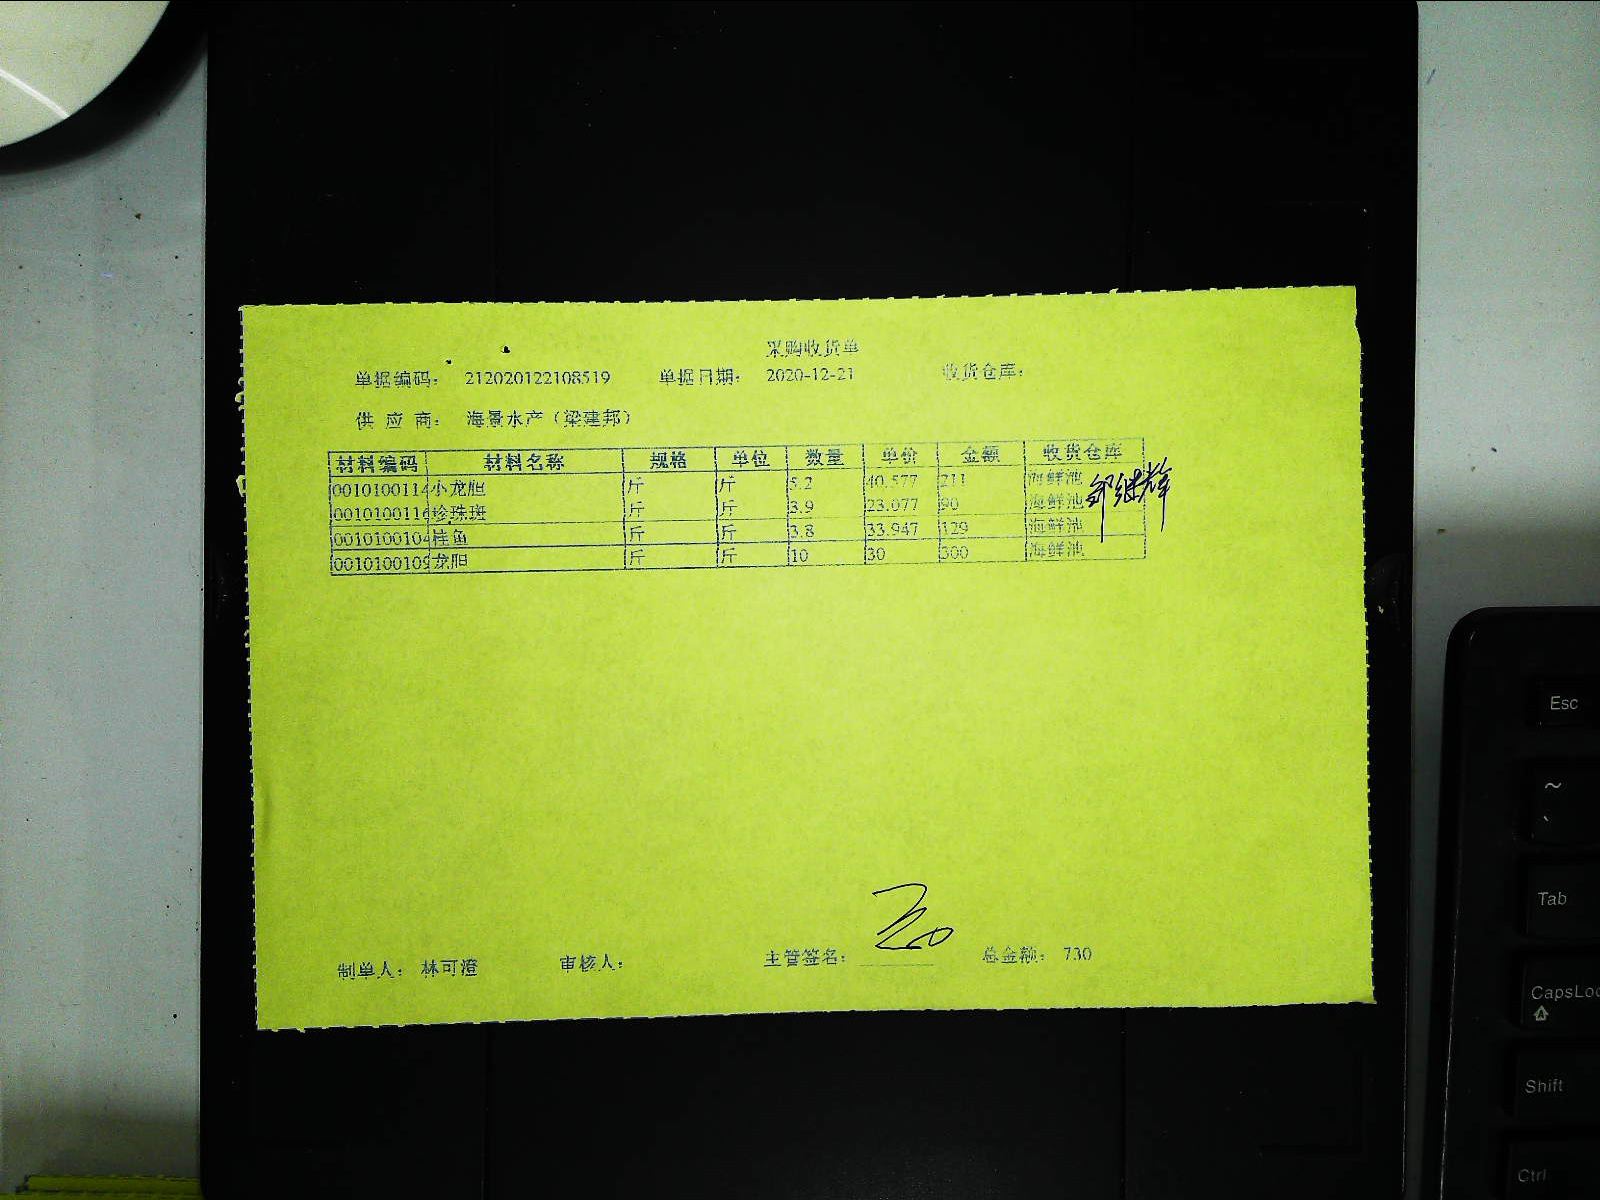 采购收货单
单据编码： 212020122108519 单据日期： 2020-12-21 收货仓库：
供 应 商： 海景水产（梁建邦）
材料编码 材料名称 规格 单位 数量 单价 金额 收货仓库
0010100114 小龙胆 斤 斤 5.2 40.577 211 海鲜池
0010100116 珍珠斑 斤 斤 3.9 23.077 90 海鲜池
0010100104 桂鱼 斤 斤 3.8 33.947 129 海鲜池
0010100109 龙胆 斤 斤 10 30 300 海鲜池
制单人： 林可澄 审核人： 主管签名： 总金额： 730
Esc
~
Tab
CapsLoc
Shift
Ctrl